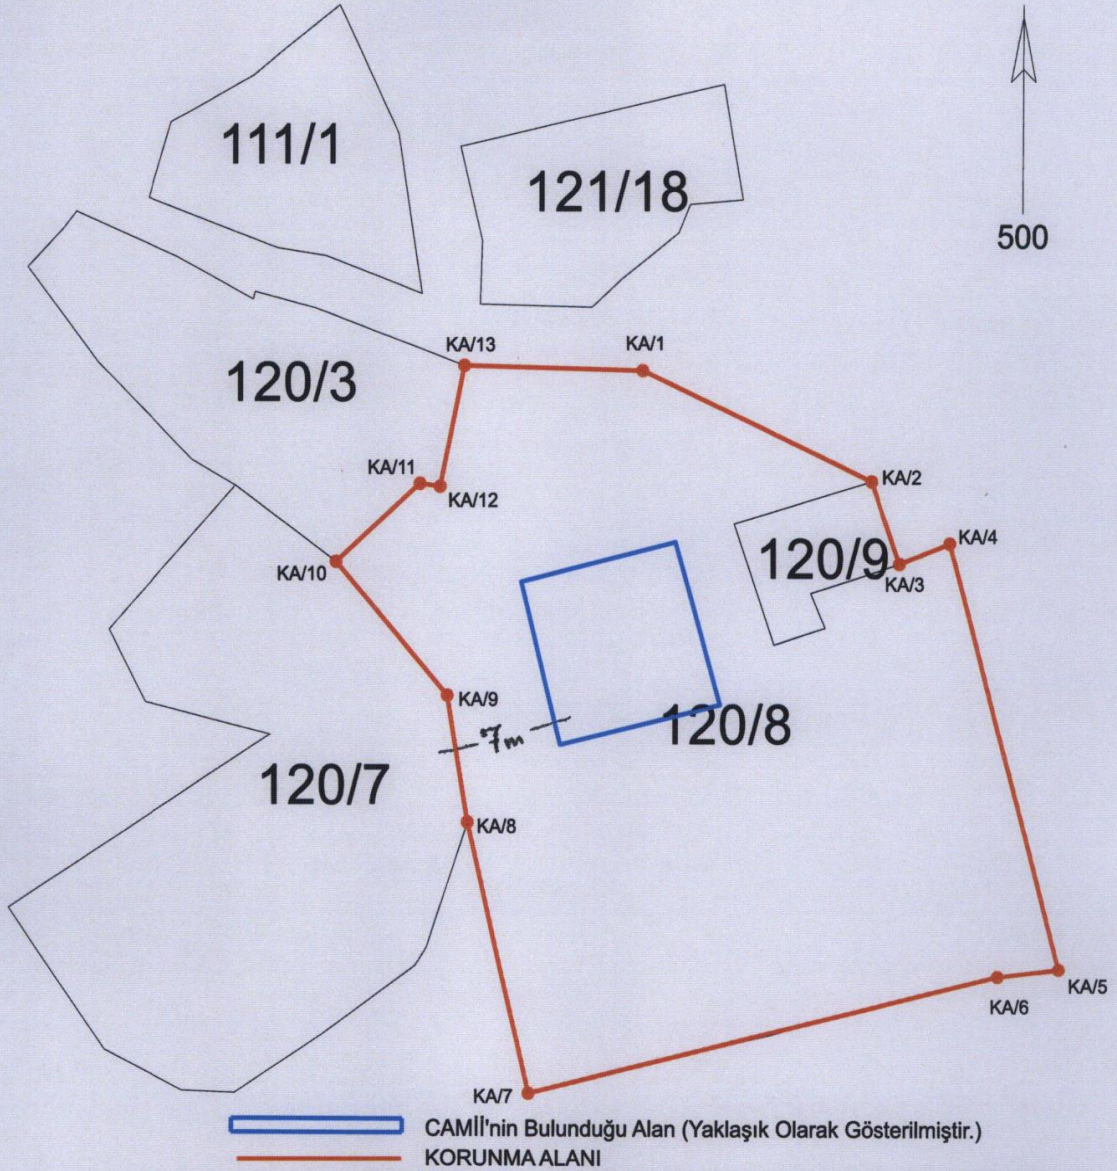 111/1
121/18
500
KA/13
KA/1
120/3
KA/11
KA/12
KA/2
KA/10
120/9
KA/4
KA/3
KA/9
7m
120/8
120/7
KA/8
KA/5
KA/6
KA/7
CAMİİ'nin Bulunduğu Alan (Yaklaşık Olarak Gösterilmiştir.)
KORUNMA ALANI